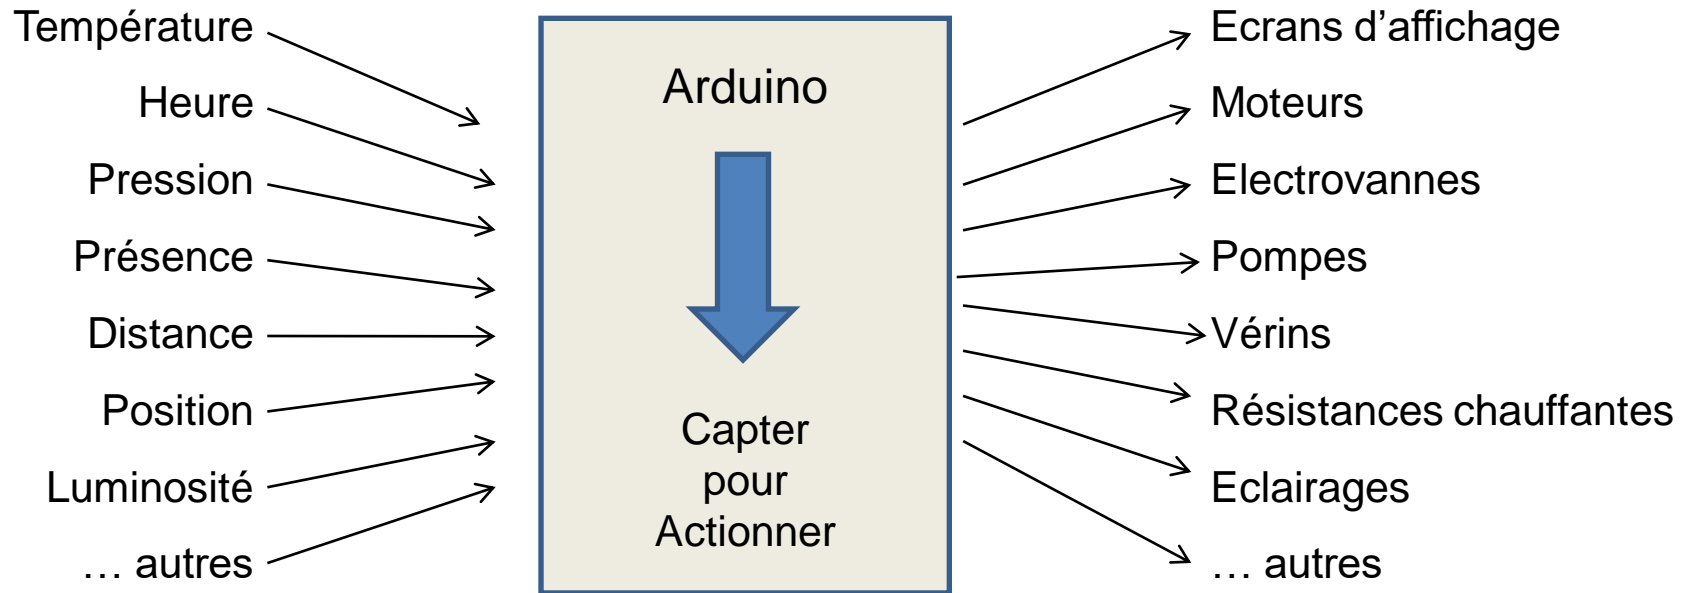 Température
Heure
Pression
Présence
Distance
Position
Luminosité
… autres
Arduino
Capter
pour
Actionner
Ecrans d’affichage
Moteurs
Electrovannes
Pompes
Vérins
Résistances chauffantes
Eclairages
… autres